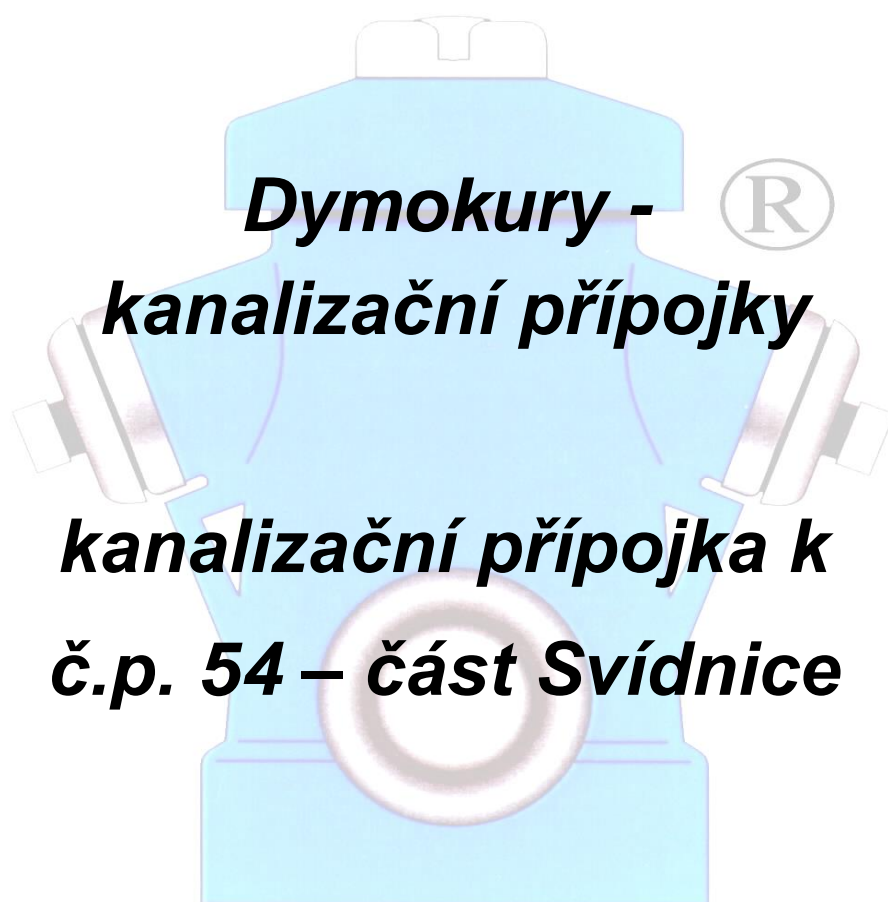 Dymokury - ®
kanalizační přípojky
kanalizační přípojka k
č.p. 54 – část Svídnice